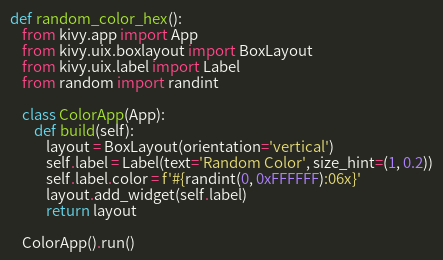 def random_color_hex():
    from kivy.app import App
    from kivy.uix.boxlayout import BoxLayout
    from kivy.uix.label import Label
    from random import randint

    class ColorApp(App):
        def build(self):
            layout = BoxLayout(orientation='vertical')
            self.label = Label(text='Random Color', size_hint=(1, 0.2))
            self.label.color = f'#{randint(0, 0xFFFFFF):06x}'
            layout.add_widget(self.label)
            return layout

    ColorApp().run()